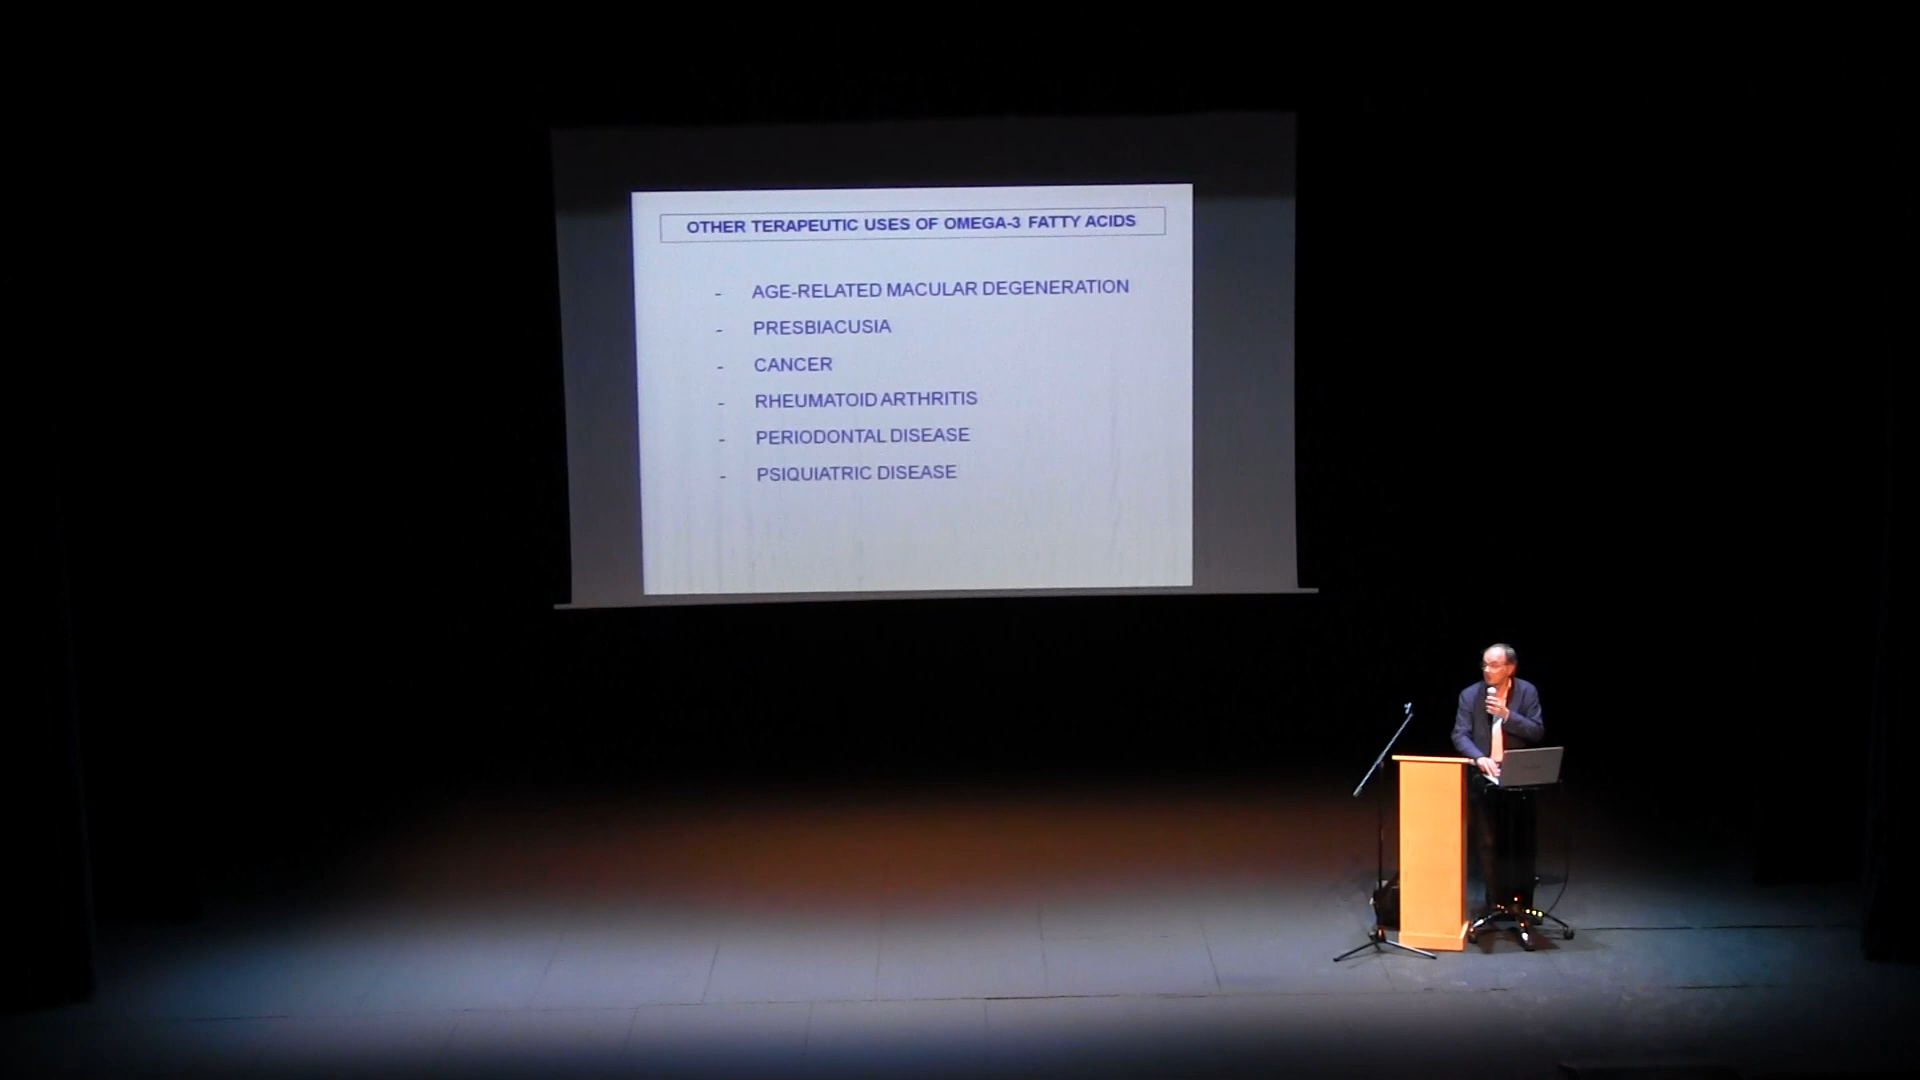 OTHER TERAPEUTIC USES OF OMEGA-3 FATTY ACIDS
- AGE-RELATED MACULAR DEGENERATION
- PRESBIACUSIA
- CANCER
- RHEUMATOID ARTHRITIS
- PERIODONTAL DISEASE
- PSIQUIATRIC DISEASE